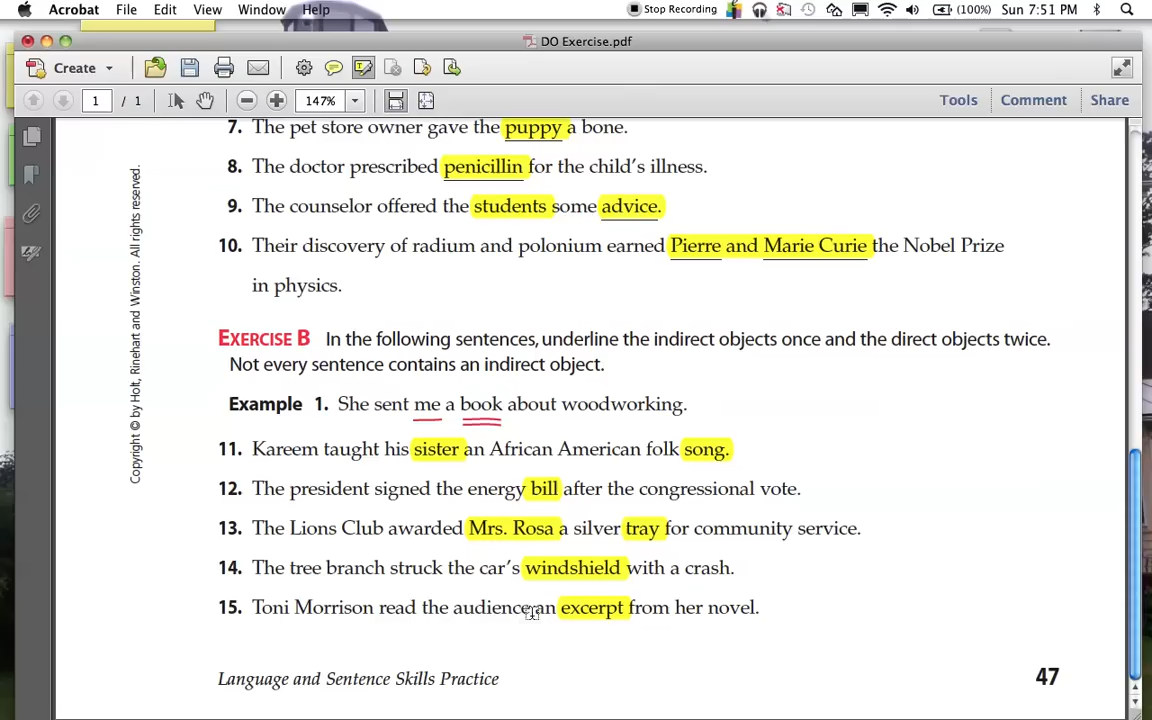 Acrobat File Edit View Window Help Stop Recording (100%) Sun 7:51 PM
DO Exercise.pdf
Create
1 / 1 147% Tools Comment Share
7. The pet store owner gave the puppy a bone.
8. The doctor prescribed penicillin for the child's illness.
9. The counselor offered the students some advice.
10. Their discovery of radium and polonium earned Pierre and Marie Curie the Nobel Prize
in physics.
Copyright © by Holt, Rinehart and Winston. All rights reserved.
EXERCISE B In the following sentences, underline the indirect objects once and the direct objects twice.
Not every sentence contains an indirect object.
Example 1. She sent me a book about woodworking.
11. Kareem taught his sister an African American folk song.
12. The president signed the energy bill after the congressional vote.
13. The Lions Club awarded Mrs. Rosa a silver tray for community service.
14. The tree branch struck the car's windshield with a crash.
15. Toni Morrison read the audience an excerpt from her novel.
Language and Sentence Skills Practice 47